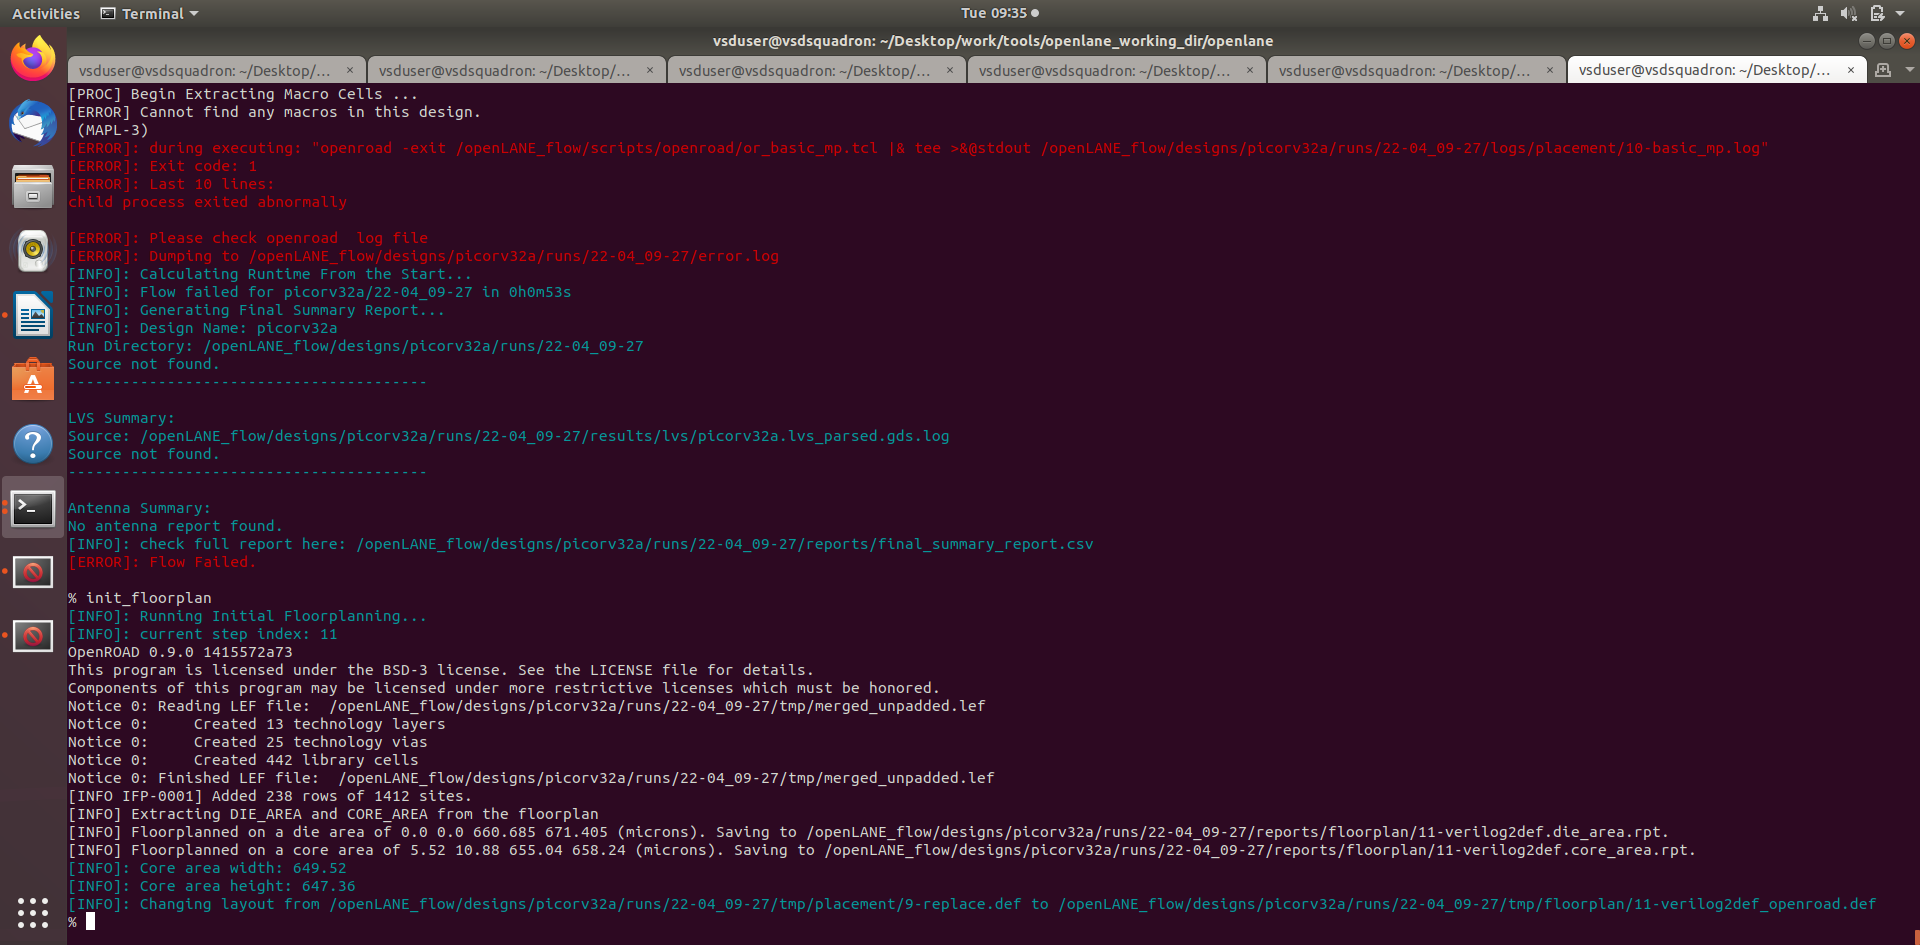 Activities Terminal Tue 09:35
vsduser@vsdsquadron: ~/Desktop/work/tools/openlane_working_dir/openlane
vsduser@vsdsquadron: ~/Desktop/... × vsduser@vsdsquadron: ~/Desktop/... × vsduser@vsdsquadron: ~/Desktop/... × vsduser@vsdsquadron: ~/Desktop/... × vsduser@vsdsquadron: ~/Desktop/... × vsduser@vsdsquadron: ~/Desktop/... ×
[PROC] Begin Extracting Macro Cells ...
[ERROR] Cannot find any macros in this design.
 (MAPL-3)
[ERROR]: during executing: "openroad -exit /openLANE_flow/scripts/openroad/or_basic_mp.tcl |& tee >&@stdout /openLANE_flow/designs/picorv32a/runs/22-04_09-27/logs/placement/10-basic_mp.log"
[ERROR]: Exit code: 1
[ERROR]: Last 10 lines:
child process exited abnormally
[ERROR]: Please check openroad  log file
[ERROR]: Dumping to /openLANE_flow/designs/picorv32a/runs/22-04_09-27/error.log
[INFO]: Calculating Runtime From the Start...
[INFO]: Flow failed for picorv32a/22-04_09-27 in 0h0m53s
[INFO]: Generating Final Summary Report...
[INFO]: Design Name: picorv32a
Run Directory: /openLANE_flow/designs/picorv32a/runs/22-04_09-27
Source not found.
----------------------------------------
LVS Summary:
Source: /openLANE_flow/designs/picorv32a/runs/22-04_09-27/results/lvs/picorv32a.lvs_parsed.gds.log
Source not found.
----------------------------------------
Antenna Summary:
No antenna report found.
[INFO]: check full report here: /openLANE_flow/designs/picorv32a/runs/22-04_09-27/reports/final_summary_report.csv
[ERROR]: Flow Failed.
% init_floorplan
[INFO]: Running Initial Floorplanning...
[INFO]: current step index: 11
OpenROAD 0.9.0 1415572a73
This program is licensed under the BSD-3 license. See the LICENSE file for details.
Components of this program may be licensed under more restrictive licenses which must be honored.
Notice 0: Reading LEF file:  /openLANE_flow/designs/picorv32a/runs/22-04_09-27/tmp/merged_unpadded.lef
Notice 0:     Created 13 technology layers
Notice 0:     Created 25 technology vias
Notice 0:     Created 442 library cells
Notice 0: Finished LEF file:  /openLANE_flow/designs/picorv32a/runs/22-04_09-27/tmp/merged_unpadded.lef
[INFO IFP-0001] Added 238 rows of 1412 sites.
[INFO] Extracting DIE_AREA and CORE_AREA from the floorplan
[INFO] Floorplanned on a die area of 0.0 0.0 660.685 671.405 (microns). Saving to /openLANE_flow/designs/picorv32a/runs/22-04_09-27/reports/floorplan/11-verilog2def.die_area.rpt.
[INFO] Floorplanned on a core area of 5.52 10.88 655.04 658.24 (microns). Saving to /openLANE_flow/designs/picorv32a/runs/22-04_09-27/reports/floorplan/11-verilog2def.core_area.rpt.
[INFO]: Core area width: 649.52
[INFO]: Core area height: 647.36
[INFO]: Changing layout from /openLANE_flow/designs/picorv32a/runs/22-04_09-27/tmp/placement/9-replace.def to /openLANE_flow/designs/picorv32a/runs/22-04_09-27/tmp/floorplan/11-verilog2def_openroad.def
%